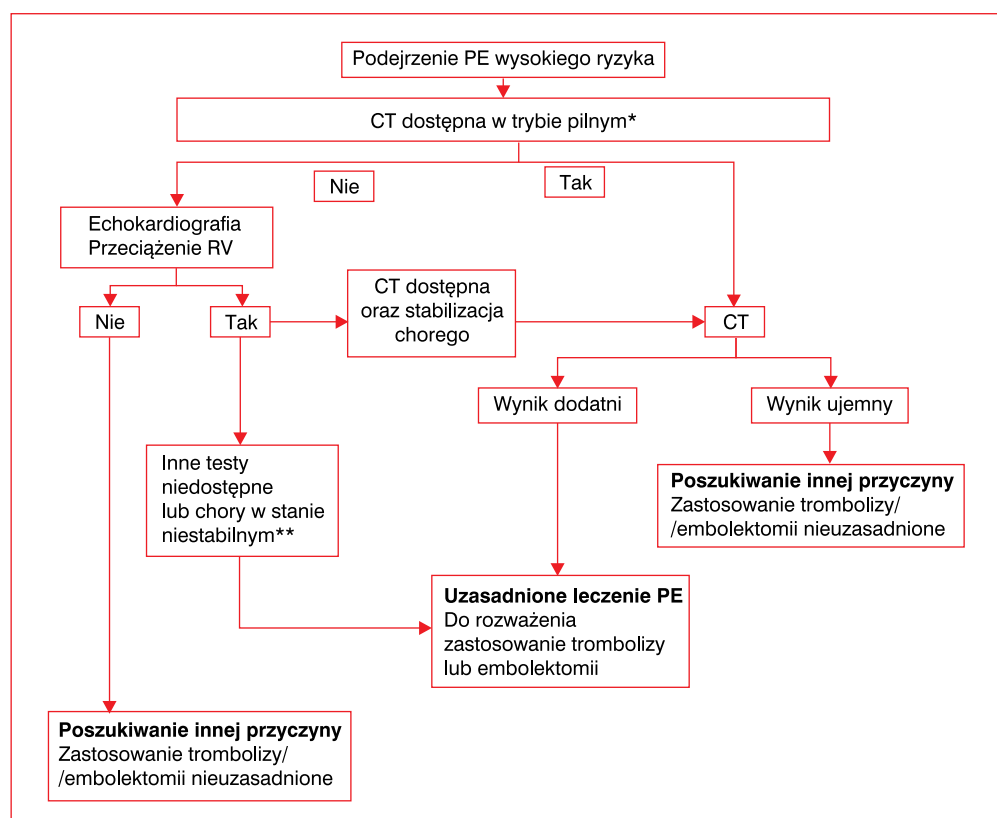 Podejrzenie PE wysokiego ryzyka
CT dostępna w trybie pilnym*
Nie
Tak
Echokardiografia
Przeciążenie RV
Nie
Tak
CT dostępna
oraz stabilizacja
chorego
CT
Wynik dodatni
Wynik ujemny
Inne testy
niedostępne
lub chory w stanie
niestabilnym**
Poszukiwanie innej przyczyny
Zastosowanie trombolizy/
/embolektomii nieuzasadnione
Uzasadnione leczenie PE
Do rozważenia
zastosowanie trombolizy
lub embolektomii
Poszukiwanie innej przyczyny
Zastosowanie trombolizy/
/embolektomii nieuzasadnione